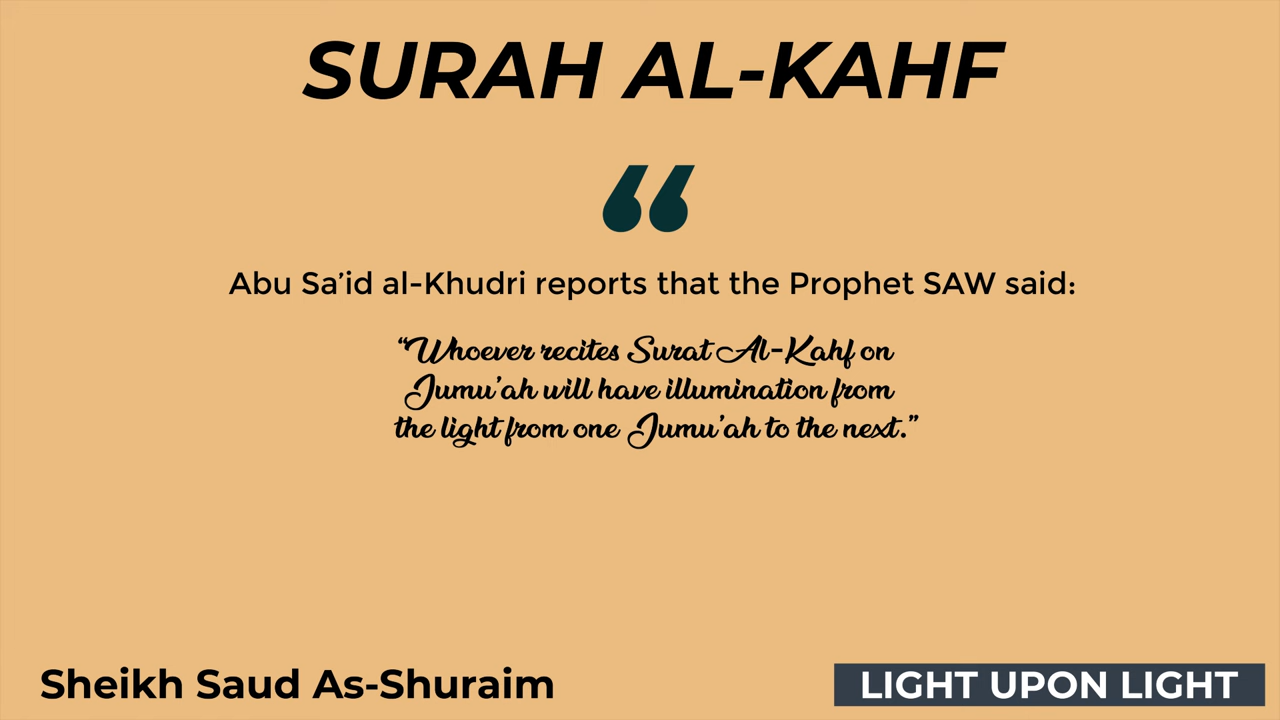 SURAH AL-KAHF
“
Abu Sa’id al-Khudri reports that the Prophet SAW said:
“Whoever recites Surat Al-Kahf on
Jumu’ah will have illumination from
the light from one Jumu’ah to the next.”
Sheikh Saud As-Shuraim
LIGHT UPON LIGHT